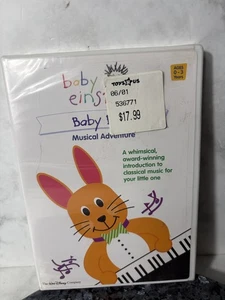 baby
TOYS"R"US
06/01
536771
$17.99
AGES
0-3
Years
Baby
Musical Adventure
A whimsical,
award-winning
introduction to
classical music for
your little one